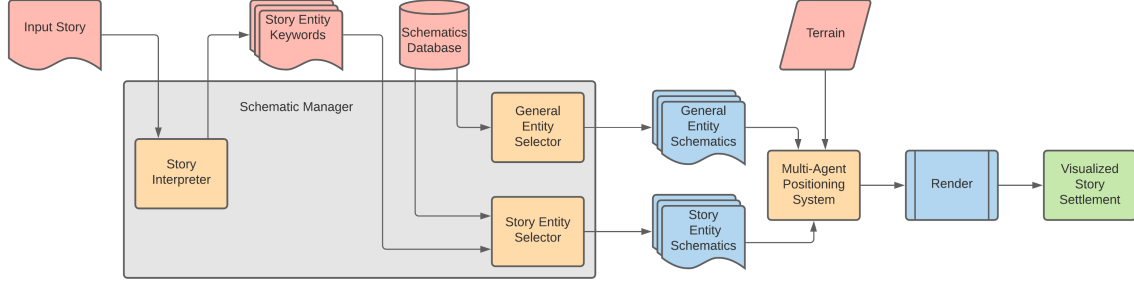 Input Story
Story Entity
Keywords
Schematics
Database
Terrain
Schematic Manager
General
Entity
Selector
General
Entity
Schematics
Story
Interpreter
Multi-Agent
Positioning
System
Render
Visualized
Story
Settlement
Story Entity
Selector
Story
Entity
Schematics